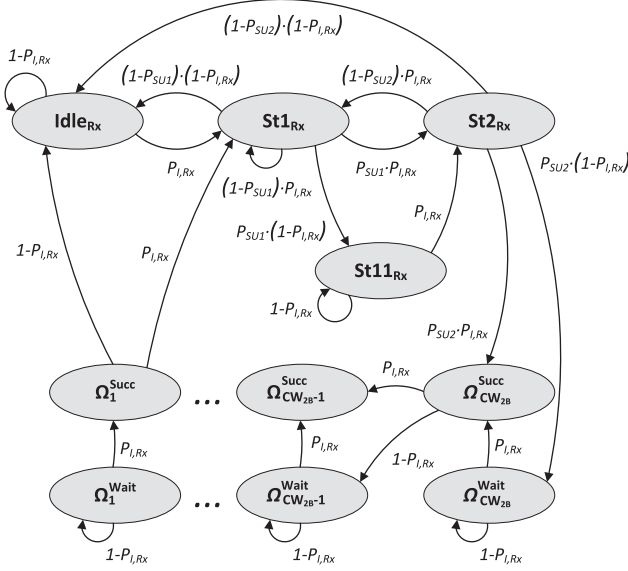 (1-P_SU2)·(1-P_I,Rx)
1-P_I,Rx
(1-P_SU1)·(1-P_I,Rx)
(1-P_SU2)·P_I,Rx
Idle_Rx
St1_Rx
St2_Rx
P_I,Rx
P_SU1·P_I,Rx
P_SU2·(1-P_I,Rx)
(1-P_SU1)·P_I,Rx
P_SU1·(1-P_I,Rx)
P_I,Rx
1-P_I,Rx
P_I,Rx
St11_Rx
1-P_I,Rx
P_SU2·P_I,Rx
P_I,Rx
Ω_1^Succ
...
Ω_CW_2B-1^Succ
Ω_CW_2B^Succ
P_I,Rx
P_I,Rx
1-P_I,Rx
P_I,Rx
Ω_1^Wait
...
Ω_CW_2B-1^Wait
Ω_CW_2B^Wait
1-P_I,Rx
1-P_I,Rx
1-P_I,Rx